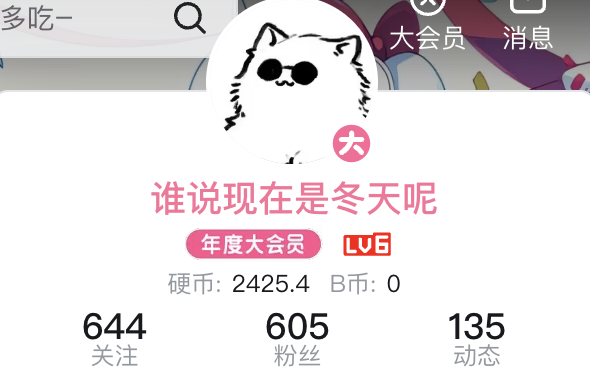 多吃一
大会员 消息
大
谁说现在是冬天呢
年度大会员 LV6
硬币: 2425.4 B币: 0
644 605 135
关注 粉丝 动态